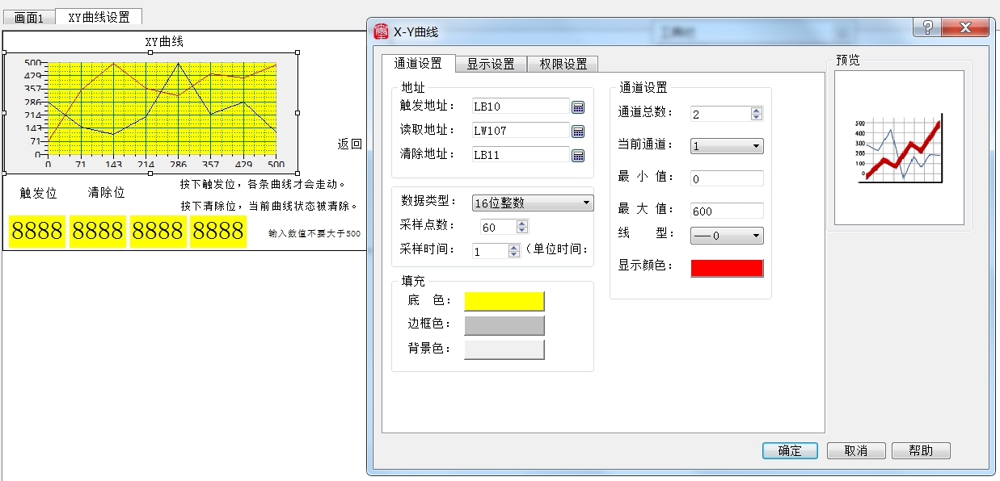 画面1 XY曲线设置
XY曲线
500
429
357
286
214
143
71
0
0 71 143 214 286 357 429 500
返回
触发位 清除位
按下触发位，各条曲线才会走动。
按下清除位，当前曲线状态被清除。
8888 8888 8888 8888
输入数值不要大于500
X-Y曲线
通道设置 显示设置 权限设置
地址
触发地址： LB10
读取地址： LW107
清除地址： LB11
数据类型： 16位整数
采样点数： 60
采样时间： 1 （单位时间：
填充
底 色：
边框色：
背景色：
通道设置
通道总数： 2
当前通道： 1
最 小 值： 0
最 大 值： 600
线 型： 0
显示颜色：
预览
500
400
300
200
100
0
确定 取消 帮助